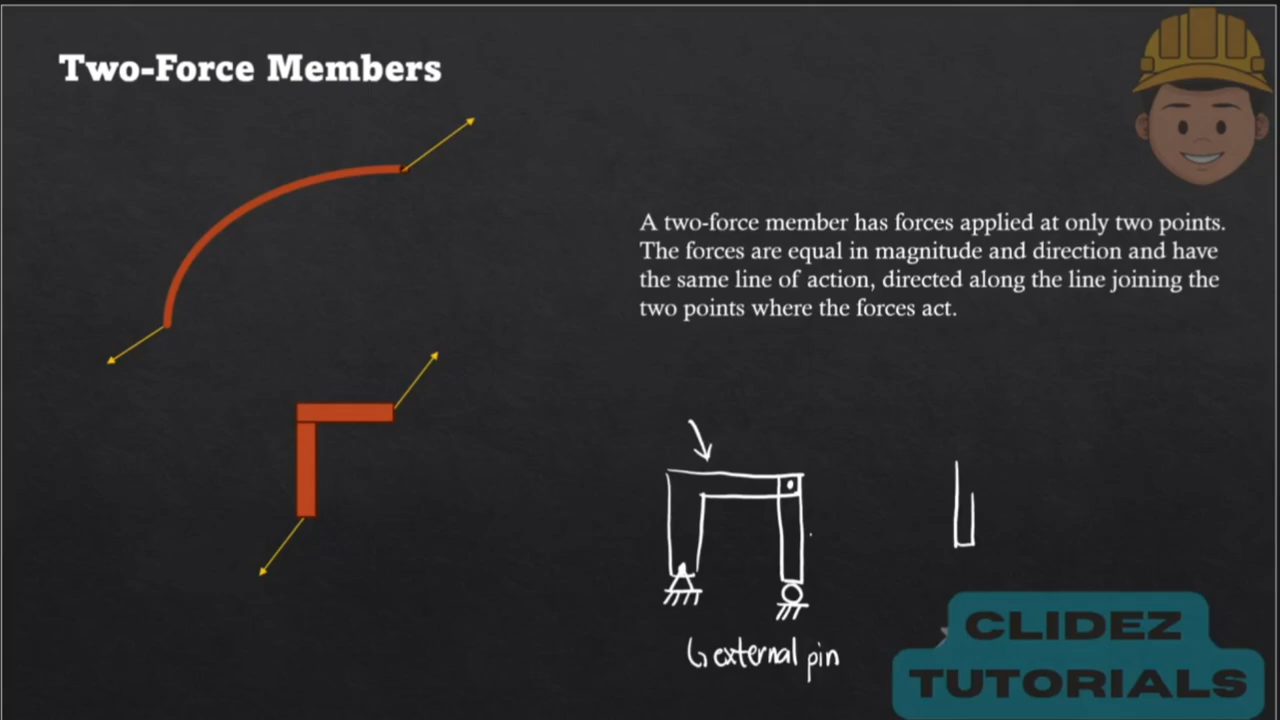 Two-Force Members
A two-force member has forces applied at only two points.
The forces are equal in magnitude and direction and have
the same line of action, directed along the line joining the
two points where the forces act.
external pin
CLIDEZ
TUTORIALS